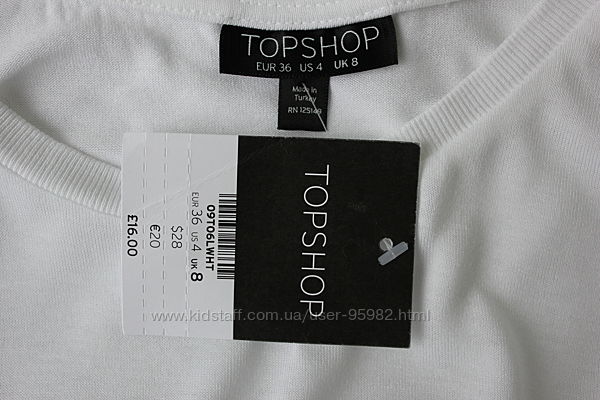 TOPSHOP
EUR 36 US 4 UK 8
Made in
Turkey
RN 125149
TOPSHOP
09T06LWHT
EUR 36 US 4 UK 8
$28
€20
£16.00
www.kidstaff.com.ua/user-95982.html